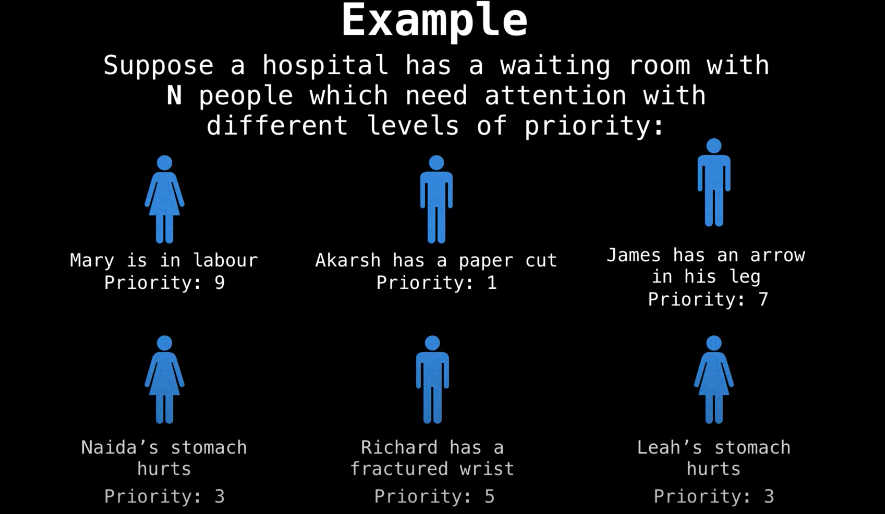 Example
Suppose a hospital has a waiting room with
N people which need attention with
different levels of priority:
Mary is in labour
Priority: 9
Akarsh has a paper cut
Priority: 1
James has an arrow
in his leg
Priority: 7
Naida’s stomach
hurts
Priority: 3
Richard has a
fractured wrist
Priority: 5
Leah’s stomach
hurts
Priority: 3